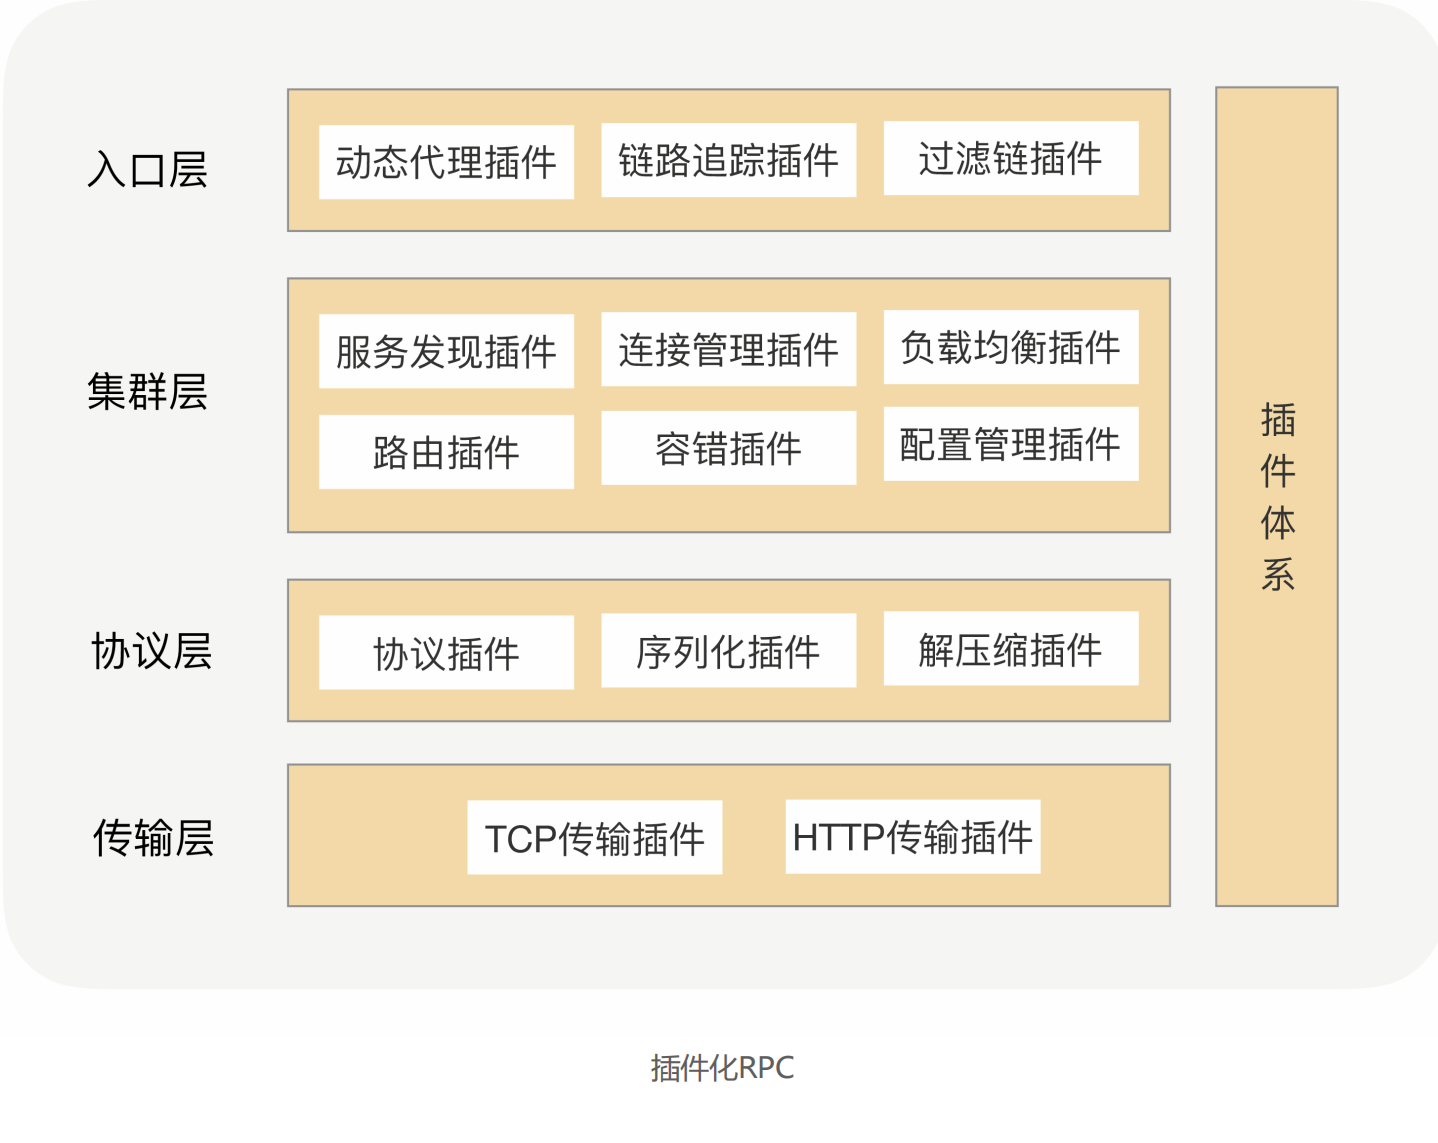 入口层
动态代理插件
链路追踪插件
过滤链插件
集群层
服务发现插件
连接管理插件
负载均衡插件
路由插件
容错插件
配置管理插件
协议层
协议插件
序列化插件
解压缩插件
传输层
TCP传输插件
HTTP传输插件
插
件
体
系
插件化RPC